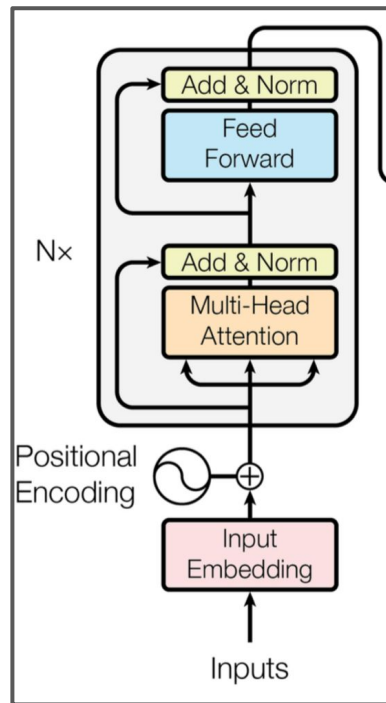 Add & Norm
Feed
Forward
N×
Add & Norm
Multi-Head
Attention
Positional
Encoding
Input
Embedding
Inputs